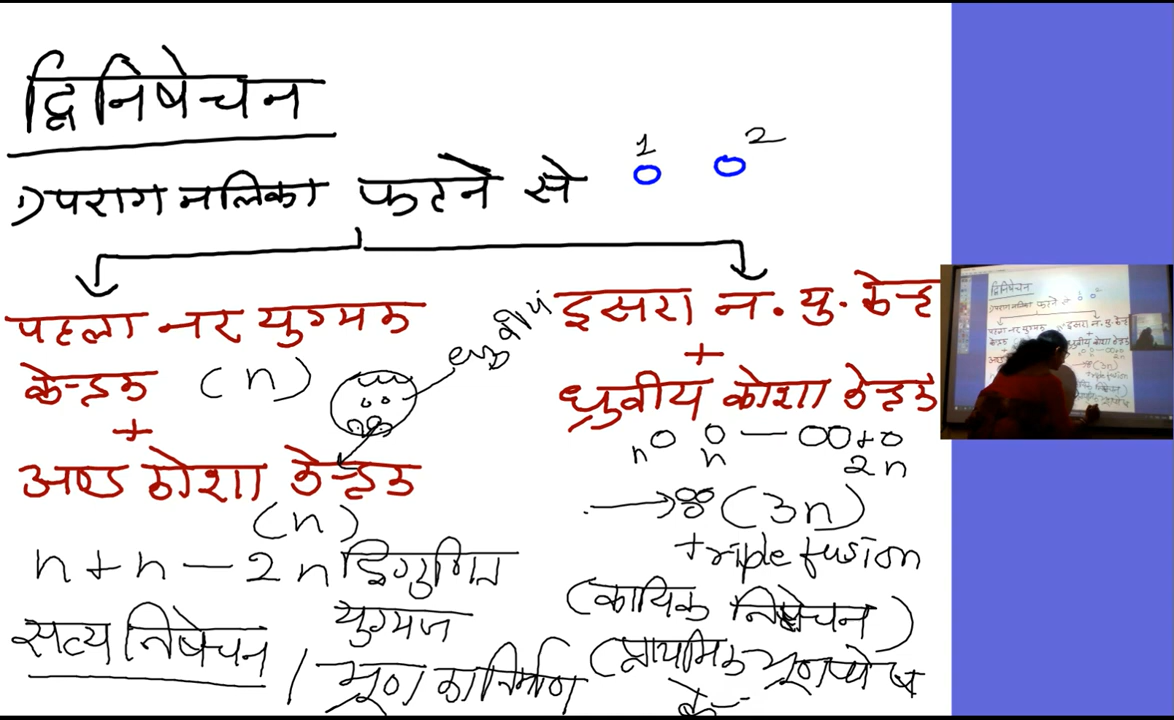 द्विनिषेचन
1) पराग नलिका फटने से
1 2
पहला नर युग्मक
केन्द्रक (n)
+
अण्ड कोशा केन्द्रक
(n)
n + n — 2n द्विगुणित
युग्मज
सत्य निषेचन / भ्रूण का निर्माण
दूसरा न. यु. केन्द्र
+
ध्रुवीय कोशा केन्द्रक
n n — + 2n
→ (3n)
triple fusion
(कायिक निषेचन)
(प्राथमिक भ्रूणपोष
के